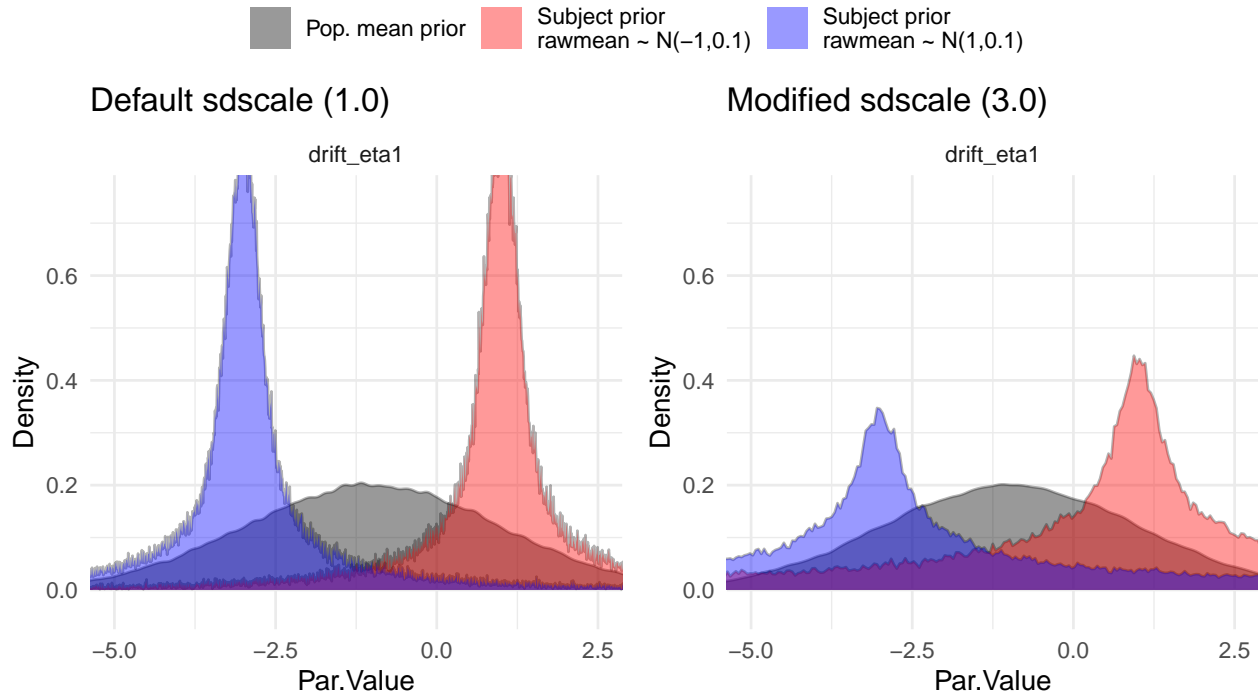 Pop. mean prior
Subject prior
rawmean ~ N(−1,0.1)
Subject prior
rawmean ~ N(1,0.1)
Default sdscale (1.0)
drift_eta1
Density
0.6
0.4
0.2
0.0
−5.0
−2.5
0.0
2.5
Par.Value
Modified sdscale (3.0)
drift_eta1
Density
0.6
0.4
0.2
0.0
−5.0
−2.5
0.0
2.5
Par.Value